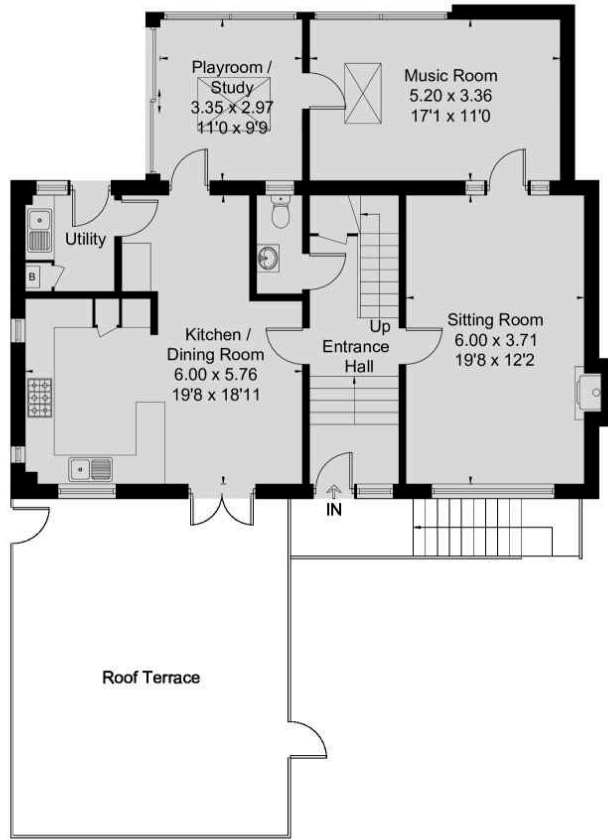 Playroom /
Study
3.35 x 2.97
11'0 x 9'9
Music Room
5.20 x 3.36
17'1 x 11'0
Utility
B
Kitchen /
Dining Room
6.00 x 5.76
19'8 x 18'11
Up
Entrance
Hall
Sitting Room
6.00 x 3.71
19'8 x 12'2
IN
Roof Terrace